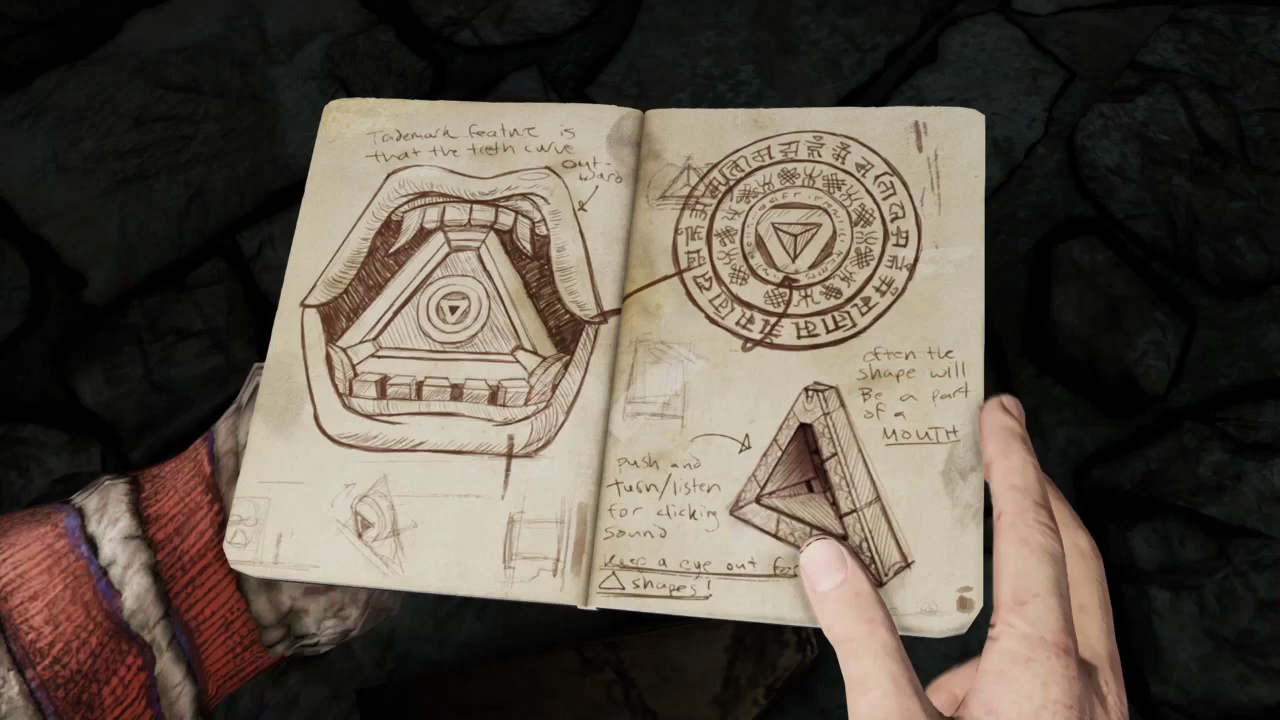 Trademark feature is
that the teeth curve
out-
ward
often the
shape will
Be a part
of a
MOUTH
push and
turn/listen
for clicking
sound
Keep a eye out for
shapes!